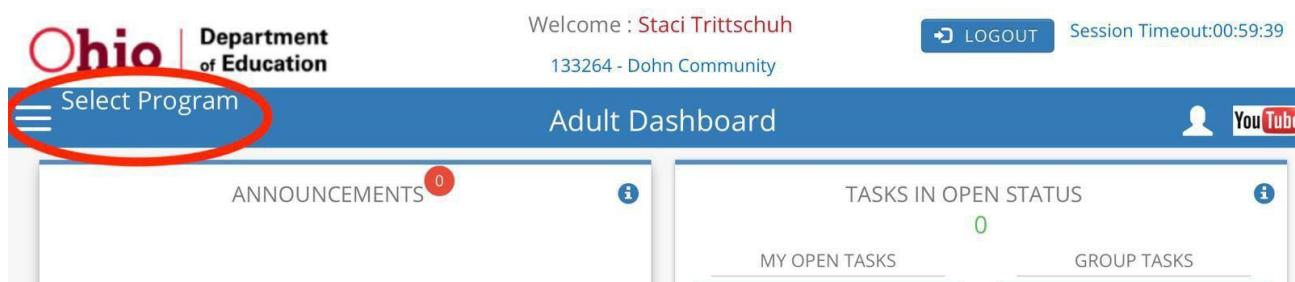 Ohio
Department
of Education
Welcome : Staci Trittschuh
133264 - Dohn Community
LOGOUT
Session Timeout:00:59:39
Select Program
Adult Dashboard
YouTube
ANNOUNCEMENTS 0
TASKS IN OPEN STATUS
0
MY OPEN TASKS
GROUP TASKS